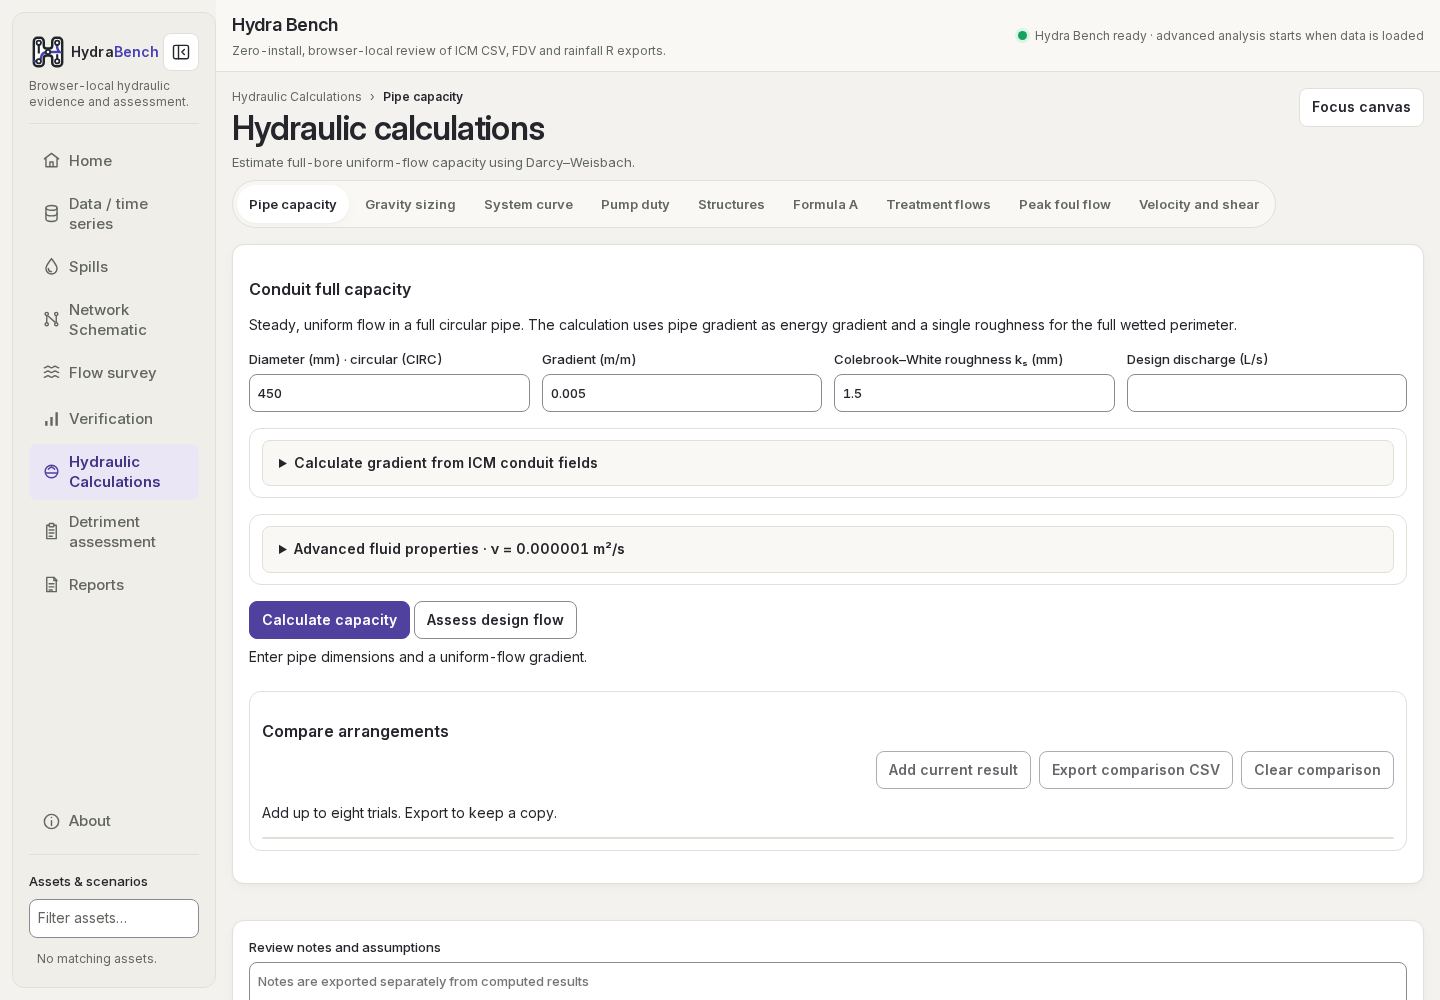 HydraBench
Browser-local hydraulic
evidence and assessment.
Home
Data / time
series
Spills
Network
Schematic
Flow survey
Verification
Hydraulic
Calculations
Detriment
assessment
Reports
About
Assets & scenarios
Filter assets…
No matching assets.
Hydra Bench
Zero-install, browser-local review of ICM CSV, FDV and rainfall R exports.
Hydra Bench ready · advanced analysis starts when data is loaded
Hydraulic Calculations › Pipe capacity
Focus canvas
Hydraulic calculations
Estimate full-bore uniform-flow capacity using Darcy–Weisbach.
Pipe capacity Gravity sizing System curve Pump duty Structures Formula A Treatment flows Peak foul flow Velocity and shear
Conduit full capacity
Steady, uniform flow in a full circular pipe. The calculation uses pipe gradient as energy gradient and a single roughness for the full wetted perimeter.
Diameter (mm) · circular (CIRC) Gradient (m/m) Colebrook–White roughness kₛ (mm) Design discharge (L/s)
450 0.005 1.5
▶ Calculate gradient from ICM conduit fields
▶ Advanced fluid properties · ν = 0.000001 m²/s
Calculate capacity Assess design flow
Enter pipe dimensions and a uniform-flow gradient.
Compare arrangements
Add current result Export comparison CSV Clear comparison
Add up to eight trials. Export to keep a copy.
Review notes and assumptions
Notes are exported separately from computed results